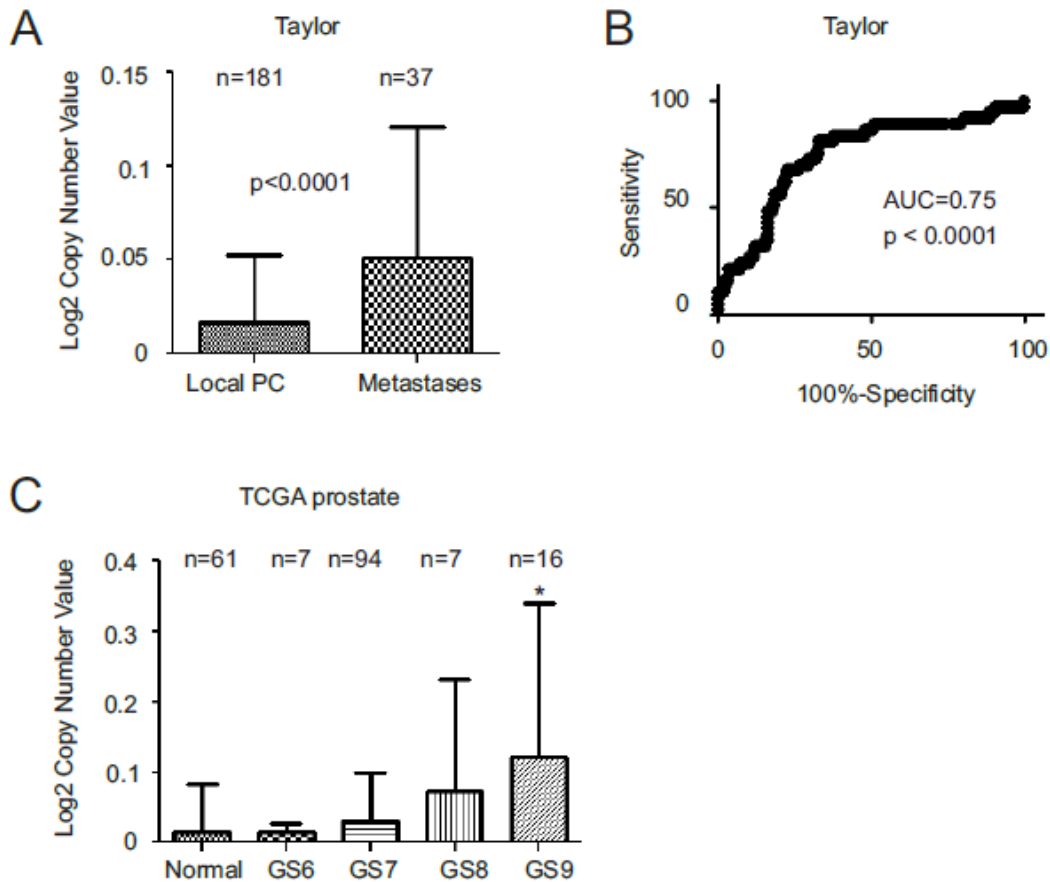 A
Taylor
Log2 Copy Number Value
0.15
0.1
0.05
0
n=181
n=37
p<0.0001
Local PC
Metastases
B
Taylor
Sensitivity
100
50
0
AUC=0.75
p < 0.0001
0
50
100
100%-Specificity
C
TCGA prostate
Log2 Copy Number Value
0.4
0.3
0.2
0.1
0
n=61
n=7
n=94
n=7
n=16
*
Normal
GS6
GS7
GS8
GS9